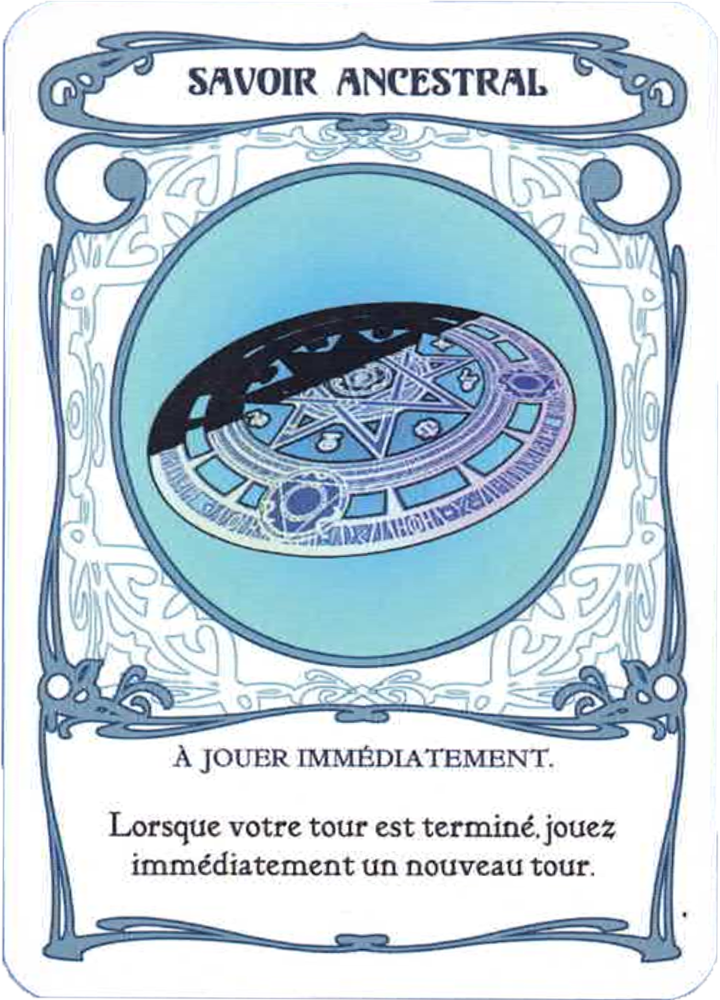 SAVOIR ANCESTRAL
À JOUER IMMÉDIATEMENT.
Lorsque votre tour est terminé, jouez
immédiatement un nouveau tour.